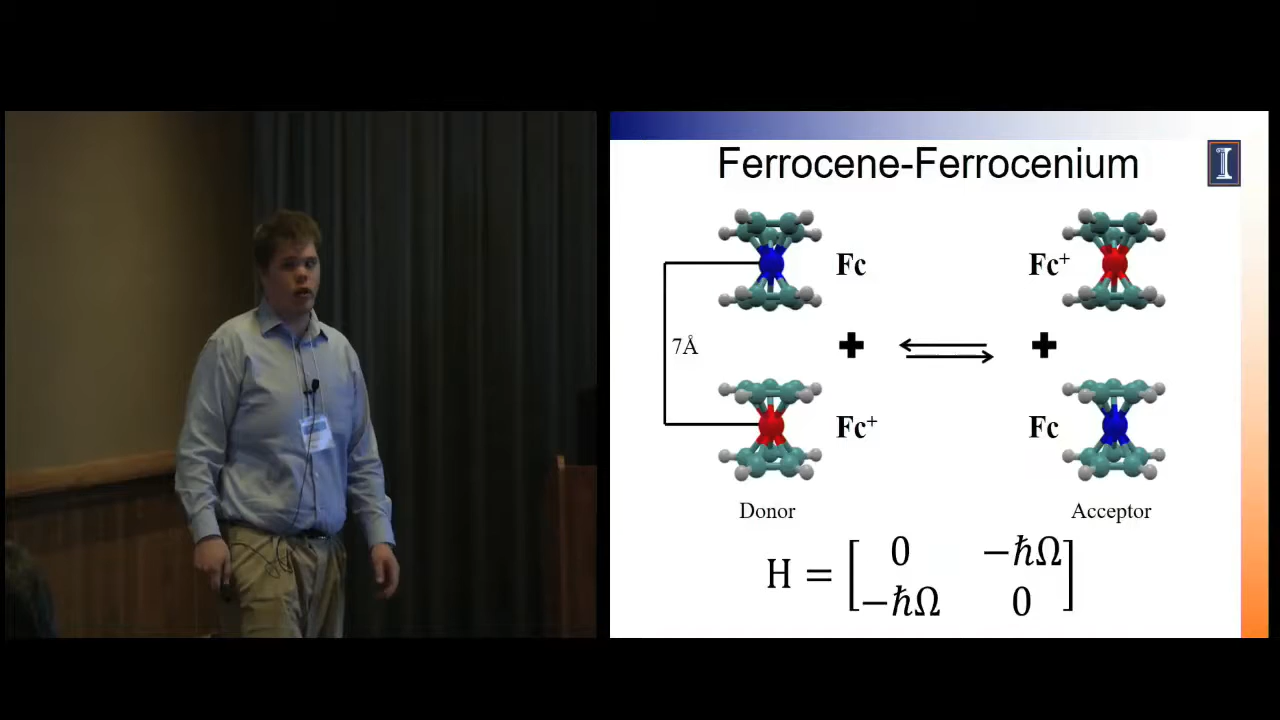 Ferrocene-Ferrocenium
I
Fc
Fc⁺
7Å
Fc⁺
Fc
Donor
Acceptor
H = [ 0 −ħΩ
−ħΩ 0 ]